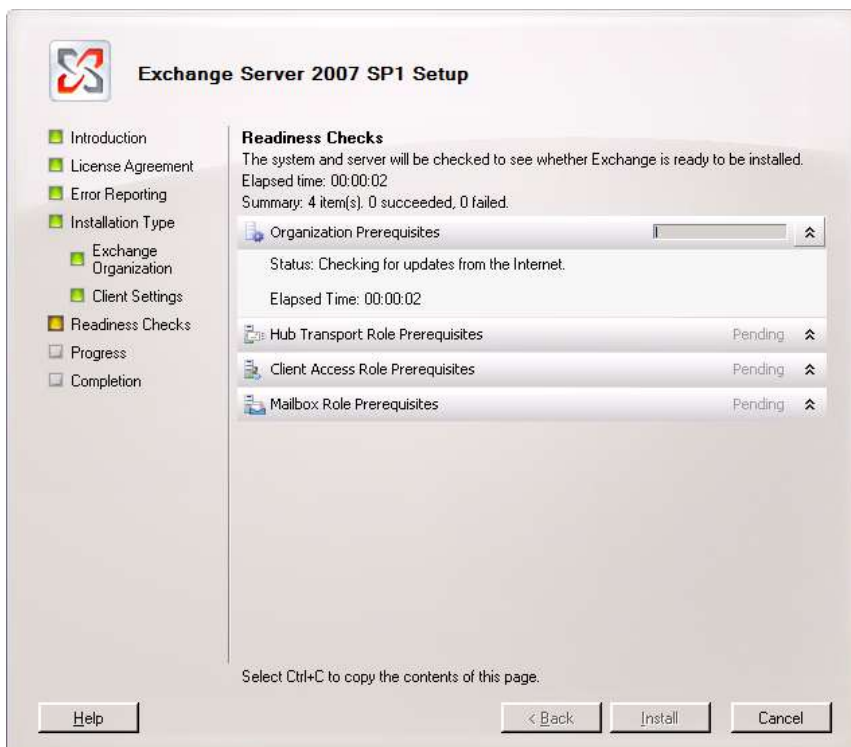 Exchange Server 2007 SP1 Setup
Introduction
License Agreement
Error Reporting
Installation Type
Exchange
Organization
Client Settings
Readiness Checks
Progress
Completion
Readiness Checks
The system and server will be checked to see whether Exchange is ready to be installed.
Elapsed time: 00:00:02
Summary: 4 item(s). 0 succeeded, 0 failed.
Organization Prerequisites
Status: Checking for updates from the Internet.
Elapsed Time: 00:00:02
Hub Transport Role Prerequisites Pending
Client Access Role Prerequisites Pending
Mailbox Role Prerequisites Pending
Select Ctrl+C to copy the contents of this page.
Help < Back Install Cancel